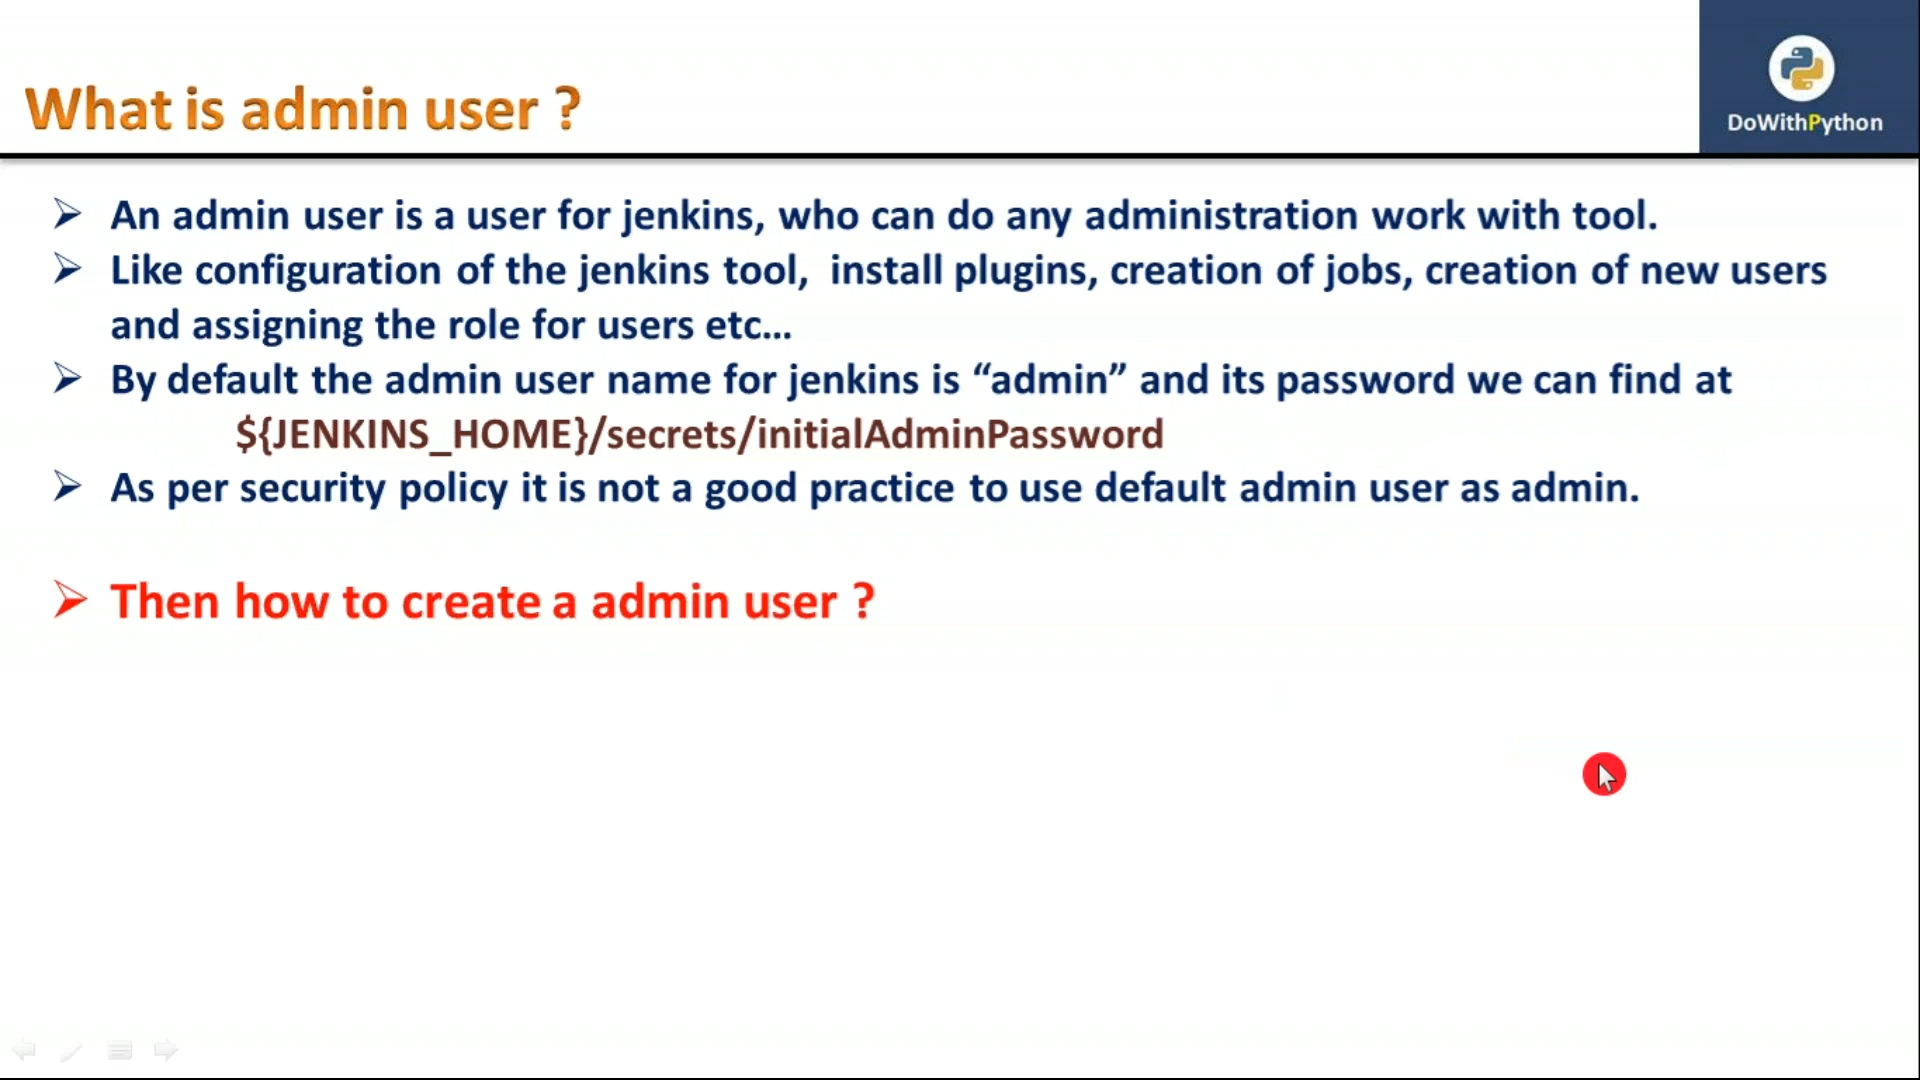 What is admin user ?
DoWithPython
An admin user is a user for jenkins, who can do any administration work with tool.
Like configuration of the jenkins tool, install plugins, creation of jobs, creation of new users
and assigning the role for users etc...
By default the admin user name for jenkins is “admin” and its password we can find at
${JENKINS_HOME}/secrets/initialAdminPassword
As per security policy it is not a good practice to use default admin user as admin.
Then how to create a admin user ?